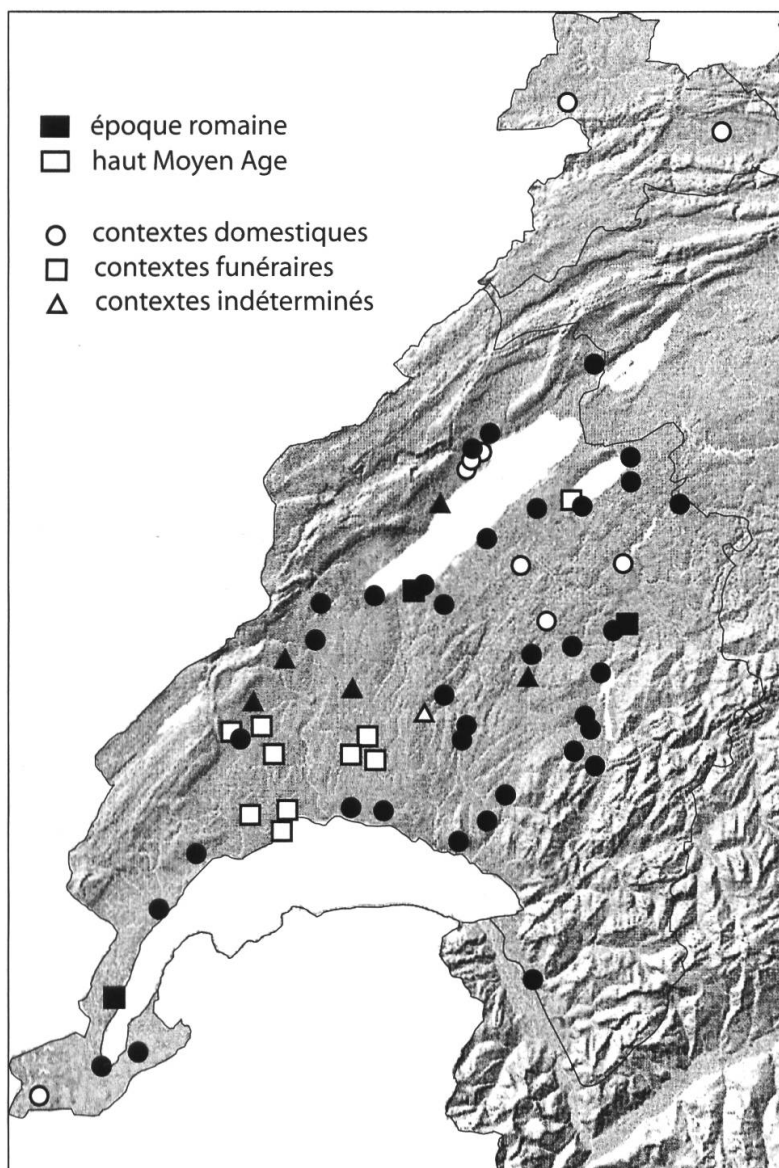 époque romaine
haut Moyen Age
contextes domestiques
contextes funéraires
contextes indéterminés